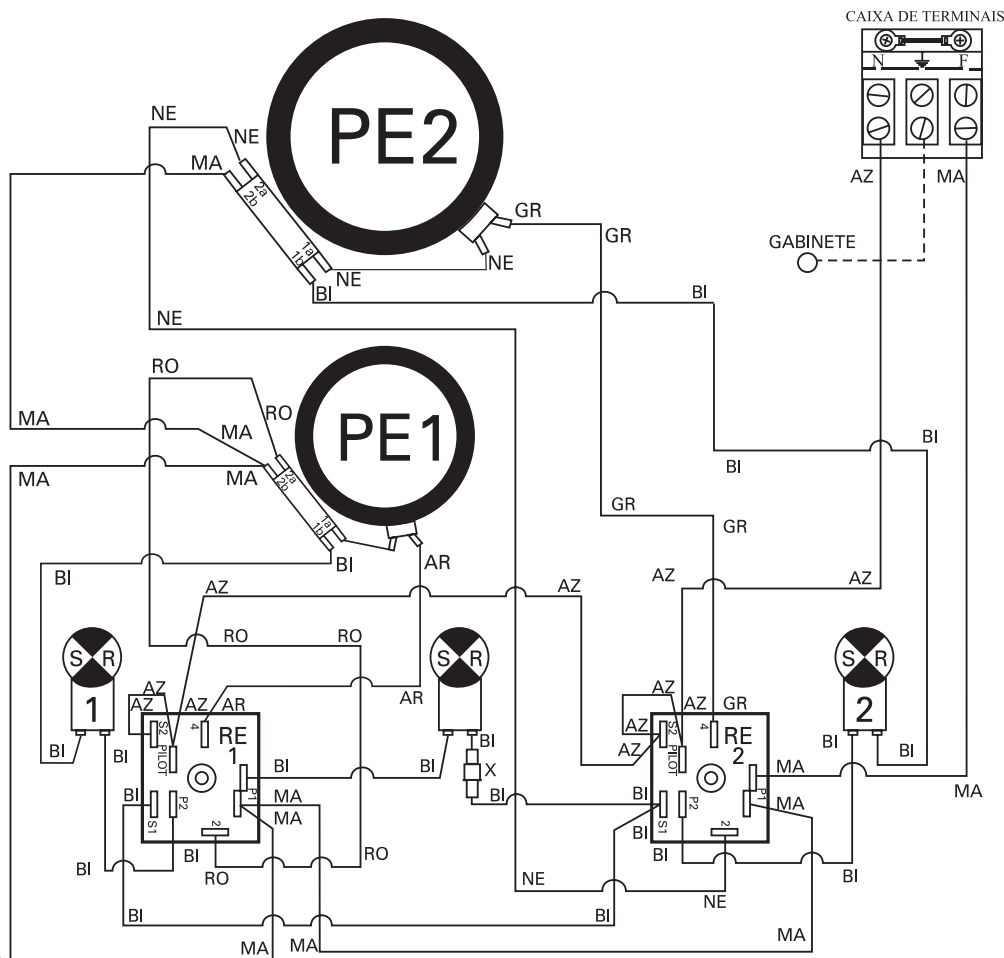 CAIXA DE TERMINAIS
N F
AZ MA
GABINETE
NE
NE
MA
2a
2b
PE2
GR
GR
1a
1b
NE
NE
BI
BI
NE
RO
RO
PE1
MA
MA
MA
MA
2a
2b
1a
1b
BI
BI
AR
GR
GR
BI
BI
AZ
AZ
AZ
AZ
RO
RO
AR
S R
1
S R
S R
2
AZ
AZ
AZ
AR
BI
BI
S2
4
RE
1
PILOT
P1
P2
S1
2
BI
BI
MA
MA
BI
BI
RO
RO
BI
X
BI
AZ
AZ
AZ
AZ
GR
S2
4
RE
2
PILOT
P1
P2
S1
2
BI
BI
BI
MA
MA
MA
BI
BI
BI
BI
NE
NE
BI
BI
MA
MA
MA